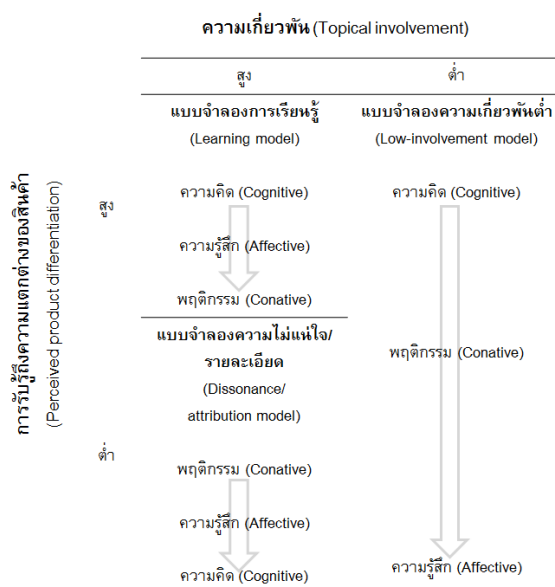 ความเกี่ยวพัน (Topical involvement)
สูง
ต่ำ
การรับรู้ถึงความแตกต่างของสินค้า
(Perceived product differentiation)
สูง
แบบจำลองการเรียนรู้
(Learning model)
ความคิด (Cognitive)
ความรู้สึก (Affective)
พฤติกรรม (Conative)
ต่ำ
แบบจำลองความไม่แน่ใจ/
รายละเอียด
(Dissonance/
attribution model)
พฤติกรรม (Conative)
ความรู้สึก (Affective)
ความคิด (Cognitive)
แบบจำลองความเกี่ยวพันต่ำ
(Low-involvement model)
ความคิด (Cognitive)
พฤติกรรม (Conative)
ความรู้สึก (Affective)